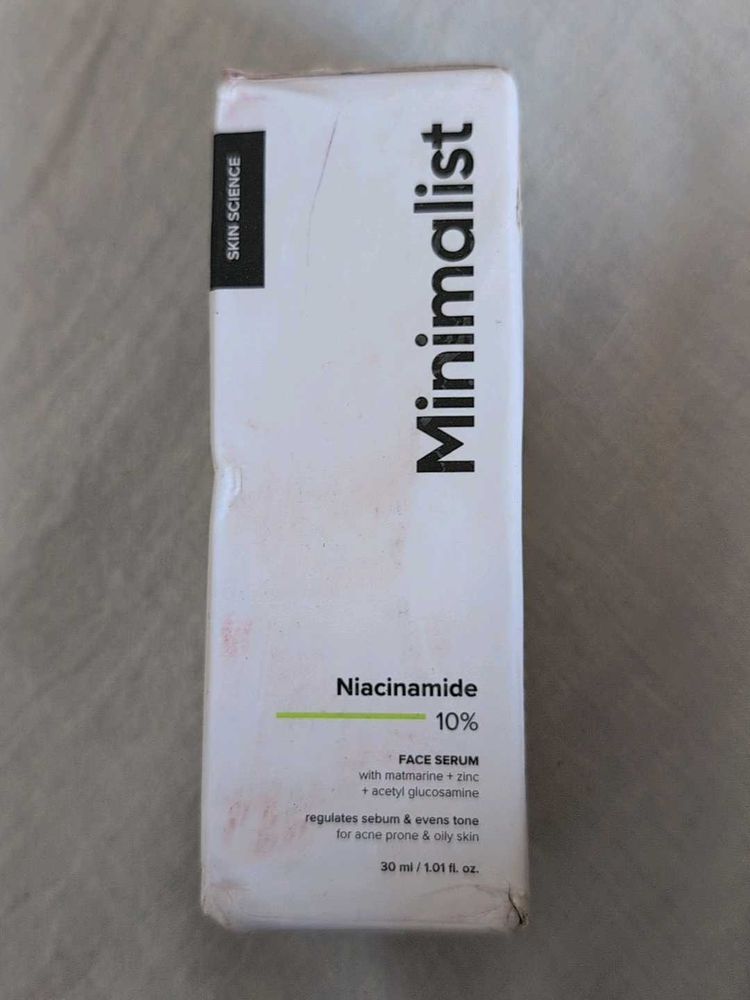 SKIN SCIENCE
Minimalist
Niacinamide
10%
FACE SERUM
with matmarine + zinc
+ acetyl glucosamine
regulates sebum & evens tone
for acne prone & oily skin
30 ml / 1.01 fl. oz.